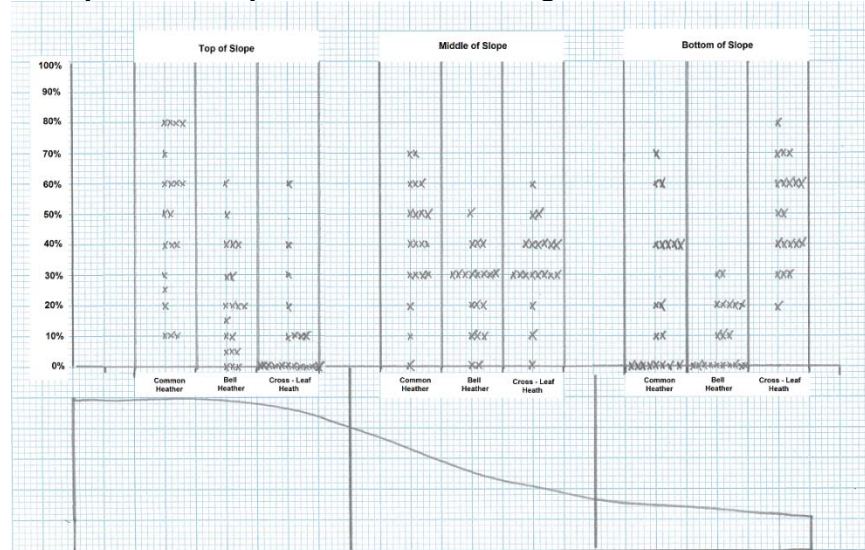 Top of Slope
Middle of Slope
Bottom of Slope
100%
90%
80%
70%
60%
50%
40%
30%
20%
10%
0%
Common
Heather
Bell
Heather
Cross - Leaf
Heath
Common
Heather
Bell
Heather
Cross - Leaf
Heath
Common
Heather
Bell
Heather
Cross - Leaf
Heath